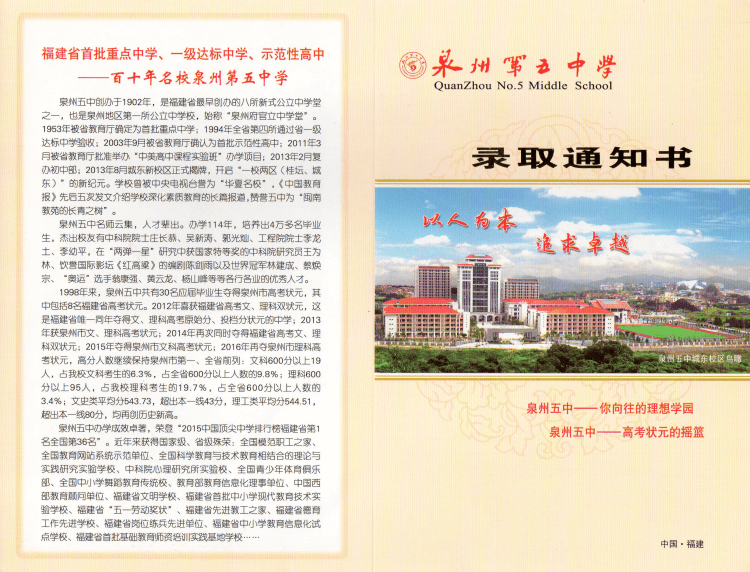 福建省首批重点中学、一级达标中学、示范性高中
——百十年名校泉州第五中学
泉州五中创办于1902年，是福建省最早创办的八所新式公立中学堂
之一，也是泉州地区第一所公立中学校，始称“泉州府官立中学堂”。
1953年被省教育厅确定为首批重点中学；1994年全省第四所通过省一级
达标中学验收；2003年9月被省教育厅确认为首批示范性高中；2011年3
月被省教育厅批准举办“中美高中课程实验班”办学项目；2013年2月复
办初中部；2013年8月城东新校区正式揭牌，开启“一校两区（桂坛、城
东）”的新纪元。学校曾被中央电视台誉为“华夏名校”，《中国教育
报》先后五次发文介绍学校深化素质教育的长篇报道，赞誉五中为“闽南
教苑的长青之树”。
泉州五中名师云集，人才辈出。办学114年，培养出4万多名毕业
生，杰出校友有中科院院士庄长恭、吴新涛、郭光灿、工程院院士李龙
土、李幼平，在“两弹一星”研究中获国家特等奖的中科院研究员王为
林、饮誉国际影坛《红高粱》的编剧陈剑雨以及世界冠军林建成、蔡焕
宗、“奥运”选手翁康强、黄云龙、杨山峰等等各行各业的优秀人才。
1998年来，泉州五中共有30名应届毕业生夺得泉州市高考状元，其
中包括8名福建省高考状元。2012年喜获福建省高考文、理科双状元，这
是福建省唯一同年夺得文、理科高考原始分、投档分状元的中学；2013
年获泉州市文、理科高考状元；2014年再次同时夺得福建省高考文、理
科双状元；2015年夺得泉州市文科高考状元；2016年再夺泉州市理科高
考状元，高分人数继续保持泉州市第一、全省前列：文科600分以上19
人，占我校文科考生的6.3%，占全省600分以上人数的9.8%；理科600
分以上95人，占我校理科考生的19.7%，占全省600分以上人数的
3.4%；文史类平均分543.73，超出本一线43分，理工类平均分544.51，
超出本一线80分，均再创历史新高。
泉州五中办学成效卓著，荣登“2015中国顶尖中学排行榜福建省第1
名全国第36名”。近年来获得国家级、省级殊荣：全国模范职工之家、
全国教育网站系统示范单位、全国科学教育与技术教育相结合的理论与
实践研究实验学校、中科院心理研究所实验校、全国青少年体育俱乐
部、全国中小学舞蹈教育传统校、教育部教育信息化理事单位、中国西
部教育顾问单位、福建省文明学校、福建省首批中小学现代教育技术实
验学校、福建省“五一劳动奖状”、福建省先进教工之家、福建省德育
工作先进学校、福建省岗位练兵先进单位、福建省中小学教育信息化试
点学校、福建省首批基础教育师资培训实践基地学校……
泉州第五中学
QuanZhou No.5 Middle School
录取通知书
以人为本
追求卓越
泉州五中城东校区鸟瞰
泉州五中——你向往的理想学园
泉州五中——高考状元的摇篮
中国·福建